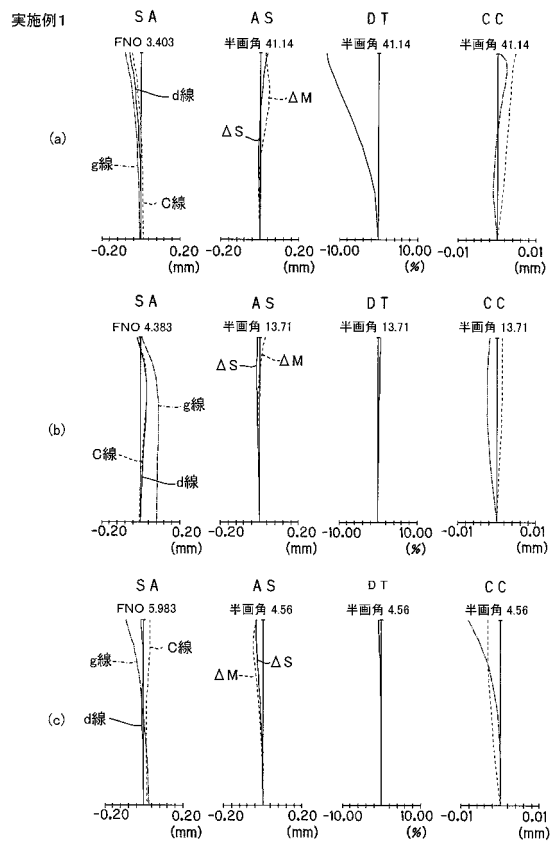 実施例1
SA AS DT CC
FNO 3.403 半画角 41.14 半画角 41.14 半画角 41.14
d線
ΔM
(a)
ΔS
g線
C線
-0.20 0.20 -0.20 0.20 -10.00 10.00 -0.01 0.01
(mm) (mm) (%) (mm)
SA AS DT CC
FNO 4.383 半画角 13.71 半画角 13.71 半画角 13.71
ΔS ΔM
g線
(b)
C線
d線
-0.20 0.20 -0.20 0.20 -10.00 10.00 -0.01 0.01
(mm) (mm) (%) (mm)
SA AS DT CC
FNO 5.983 半画角 4.56 半画角 4.56 半画角 4.56
g線 C線 ΔM ΔS
(c) d線
-0.20 0.20 -0.20 0.20 -10.00 10.00 -0.01 0.01
(mm) (mm) (%) (mm)